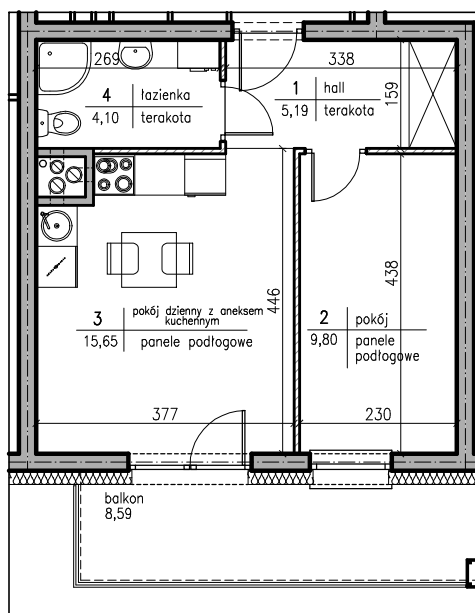 269
338
4 łazienka
4,10 terakota
1 hall
5,19 terakota
159
438
446
3 pokój dzienny z aneksem
kuchennym
15,65 panele podłogowe
2 pokój
9,80 panele
podłogowe
377
230
balkon
8,59